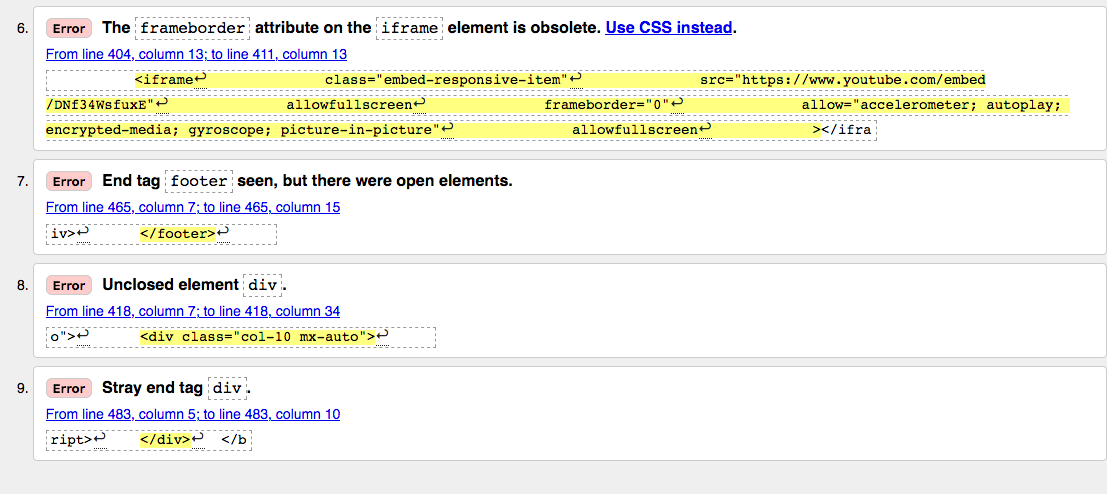 6. Error The frameborder attribute on the iframe element is obsolete. Use CSS instead.
From line 404, column 13; to line 411, column 13
<iframe↩ class="embed-responsive-item"↩ src="https://www.youtube.com/embed
/DNf34WsfuxE"↩ allowfullscreen↩ frameborder="0"↩ allow="accelerometer; autoplay;
encrypted-media; gyroscope; picture-in-picture"↩ allowfullscreen↩ ></ifra
7. Error End tag footer seen, but there were open elements.
From line 465, column 7; to line 465, column 15
iv>↩ </footer>↩
8. Error Unclosed element div.
From line 418, column 7; to line 418, column 34
o">↩ <div class="col-10 mx-auto">↩
9. Error Stray end tag div.
From line 483, column 5; to line 483, column 10
ript>↩ </div>↩ </b